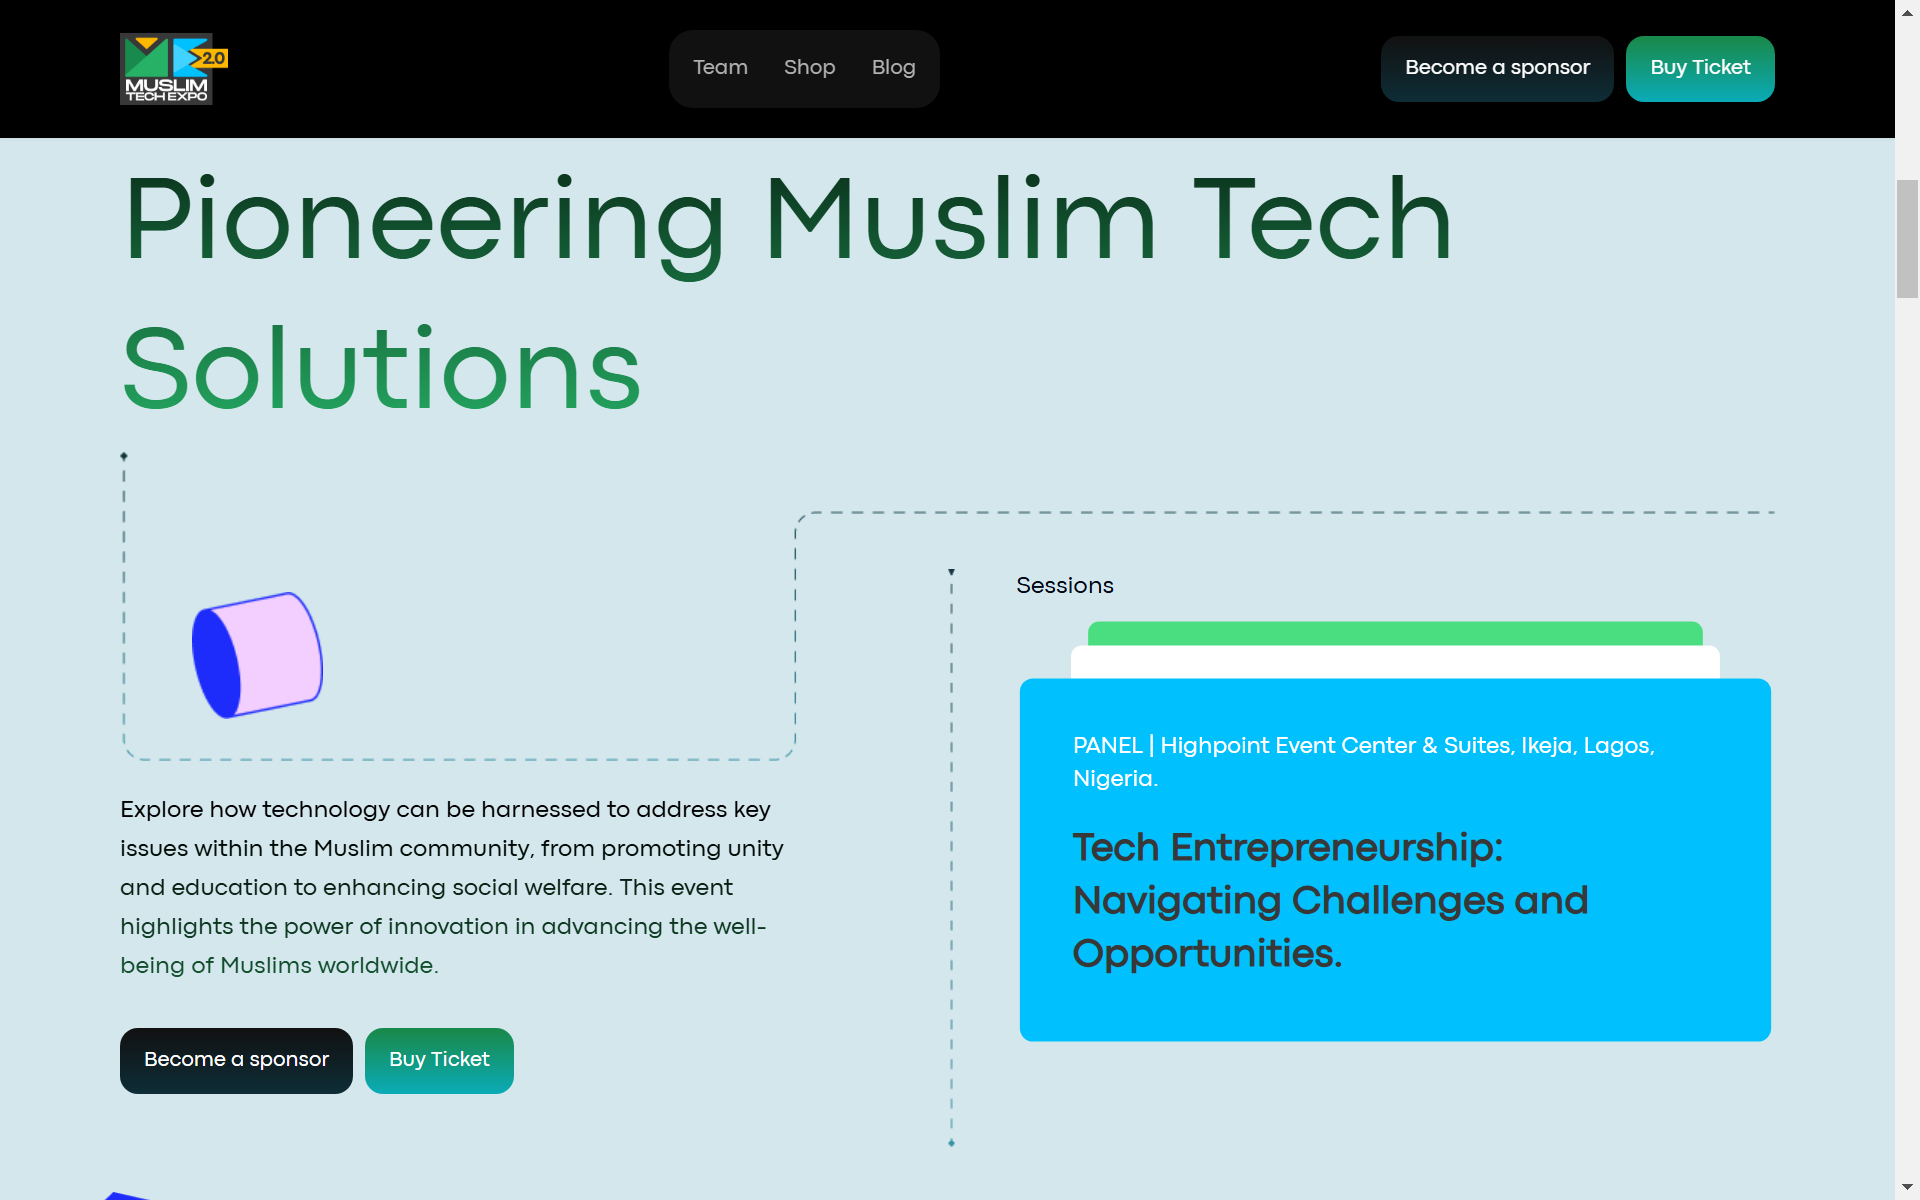 2.0
MUSLIM
TECH EXPO
Team
Shop
Blog
Become a sponsor
Buy Ticket
Pioneering Muslim Tech
Solutions
Explore how technology can be harnessed to address key
issues within the Muslim community, from promoting unity
and education to enhancing social welfare. This event
highlights the power of innovation in advancing the well-
being of Muslims worldwide.
Become a sponsor
Buy Ticket
Sessions
PANEL | Highpoint Event Center & Suites, Ikeja, Lagos,
Nigeria.
Tech Entrepreneurship:
Navigating Challenges and
Opportunities.